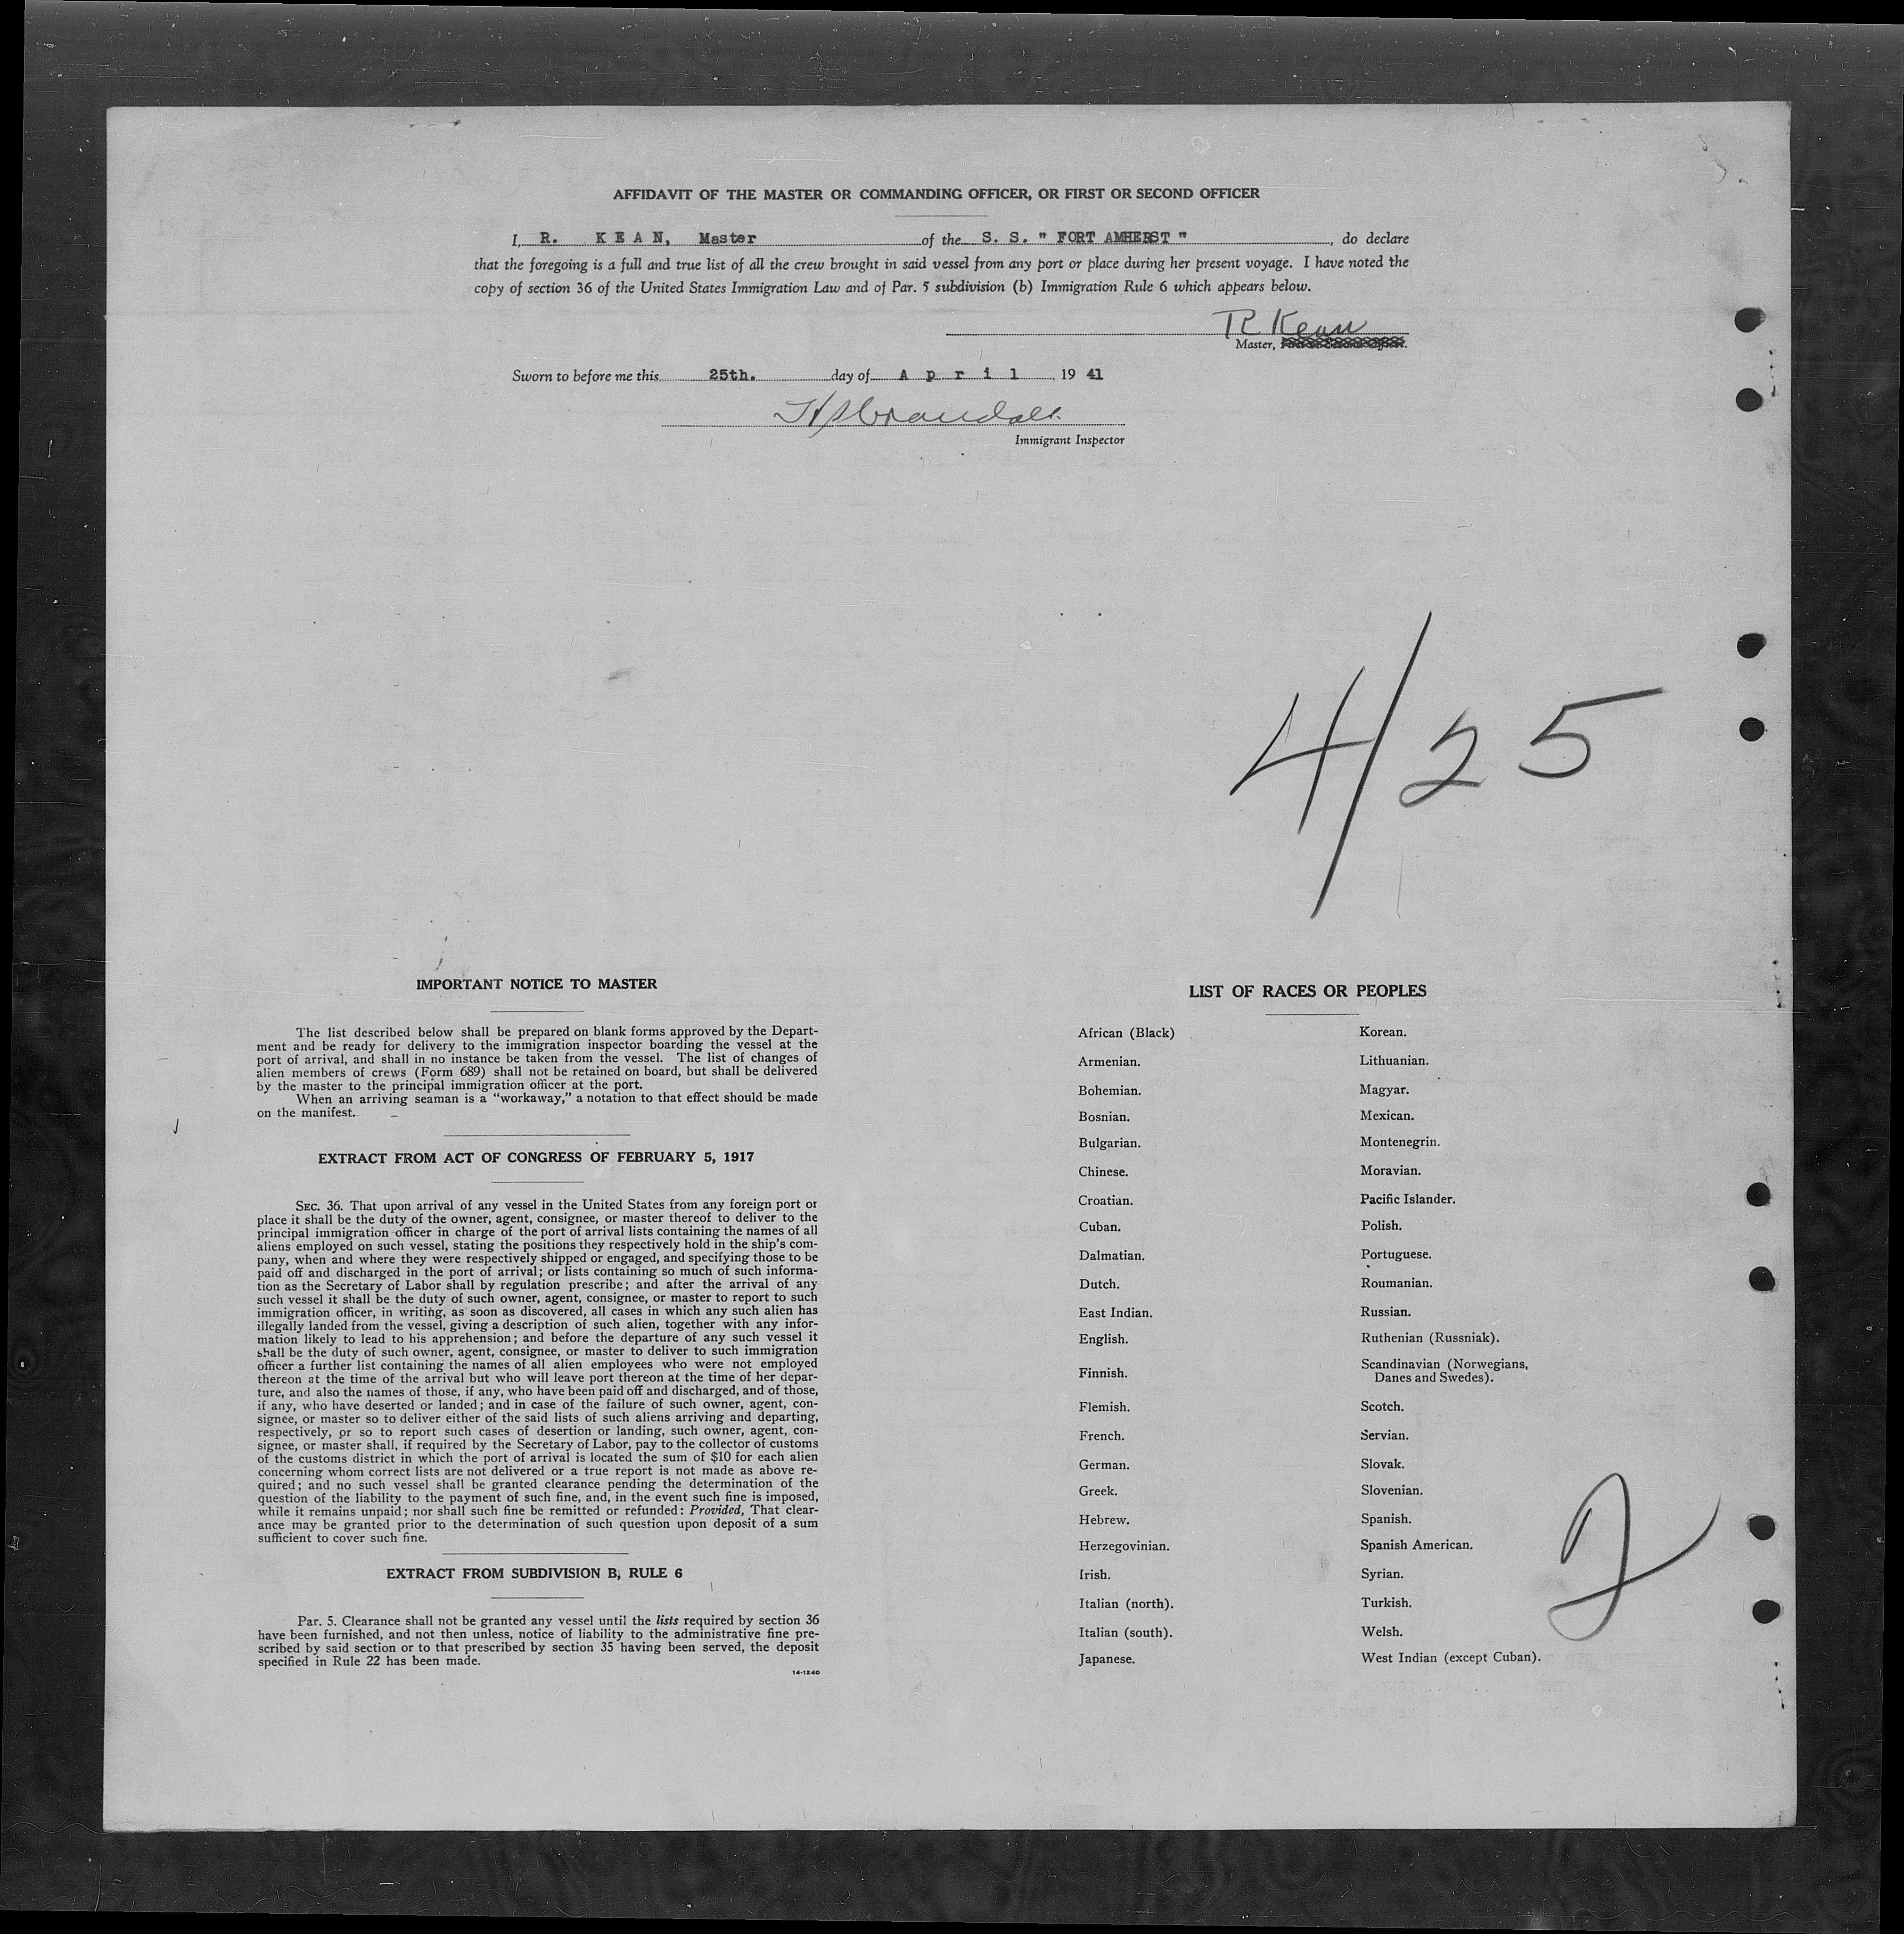 AFFIDAVIT OF THE MASTER OR COMMANDING OFFICER, OR FIRST OR SECOND OFFICER
I, R. KEAN, Master of the S. S. " FORT AMHERST ", do declare
that the foregoing is a full and true list of all the crew brought in said vessel from any port or place during her present voyage. I have noted the
copy of section 36 of the United States Immigration Law and of Par. 5 subdivision (b) Immigration Rule 6 which appears below.
R Kean
Master,
Sworn to before me this 25th. day of April, 19 41
Immigrant Inspector
4/25
IMPORTANT NOTICE TO MASTER
The list described below shall be prepared on blank forms approved by the Depart-
ment and be ready for delivery to the immigration inspector boarding the vessel at the
port of arrival, and shall in no instance be taken from the vessel. The list of changes of
alien members of crews (Form 689) shall not be retained on board, but shall be delivered
by the master to the principal immigration officer at the port.
When an arriving seaman is a "workaway," a notation to that effect should be made
on the manifest.
EXTRACT FROM ACT OF CONGRESS OF FEBRUARY 5, 1917
SEC. 36. That upon arrival of any vessel in the United States from any foreign port or
place it shall be the duty of the owner, agent, consignee, or master thereof to deliver to the
principal immigration officer in charge of the port of arrival lists containing the names of all
aliens employed on such vessel, stating the positions they respectively hold in the ship's com-
pany, when and where they were respectively shipped or engaged, and specifying those to be
paid off and discharged in the port of arrival; or lists containing so much of such informa-
tion as the Secretary of Labor shall by regulation prescribe; and after the arrival of any
such vessel it shall be the duty of such owner, agent, consignee, or master to report to such
immigration officer, in writing, as soon as discovered, all cases in which any such alien has
illegally landed from the vessel, giving a description of such alien, together with any infor-
mation likely to lead to his apprehension; and before the departure of any such vessel it
shall be the duty of such owner, agent, consignee, or master to deliver to such immigration
officer a further list containing the names of all alien employees who were not employed
thereon at the time of the arrival but who will leave port thereon at the time of her depar-
ture, and also the names of those, if any, who have been paid off and discharged, and of those,
if any, who have deserted or landed; and in case of the failure of such owner, agent, con-
signee, or master so to deliver either of the said lists of such aliens arriving and departing,
respectively, or so to report such cases of desertion or landing, such owner, agent, con-
signee, or master shall, if required by the Secretary of Labor, pay to the collector of customs
of the customs district in which the port of arrival is located the sum of $10 for each alien
concerning whom correct lists are not delivered or a true report is not made as above re-
quired; and no such vessel shall be granted clearance pending the determination of the
question of the liability to the payment of such fine, and, in the event such fine is imposed,
while it remains unpaid; nor shall such fine be remitted or refunded: Provided, That clear-
ance may be granted prior to the determination of such question upon deposit of a sum
sufficient to cover such fine.
EXTRACT FROM SUBDIVISION B, RULE 6
Par. 5. Clearance shall not be granted any vessel until the lists required by section 36
have been furnished, and not then unless, notice of liability to the administrative fine pre-
scribed by said section or to that prescribed by section 35 having been served, the deposit
specified in Rule 22 has been made.
14-1240
LIST OF RACES OR PEOPLES
African (Black)
Armenian.
Bohemian.
Bosnian.
Bulgarian.
Chinese.
Croatian.
Cuban.
Dalmatian.
Dutch.
East Indian.
English.
Finnish.
Flemish.
French.
German.
Greek.
Hebrew.
Herzegovinian.
Irish.
Italian (north).
Italian (south).
Japanese.
Korean.
Lithuanian.
Magyar.
Mexican.
Montenegrin.
Moravian.
Pacific Islander.
Polish.
Portuguese.
Roumanian.
Russian.
Ruthenian (Russniak).
Scandinavian (Norwegians,
Danes and Swedes).
Scotch.
Servian.
Slovak.
Slovenian.
Spanish.
Spanish American.
Syrian.
Turkish.
Welsh.
West Indian (except Cuban).
2